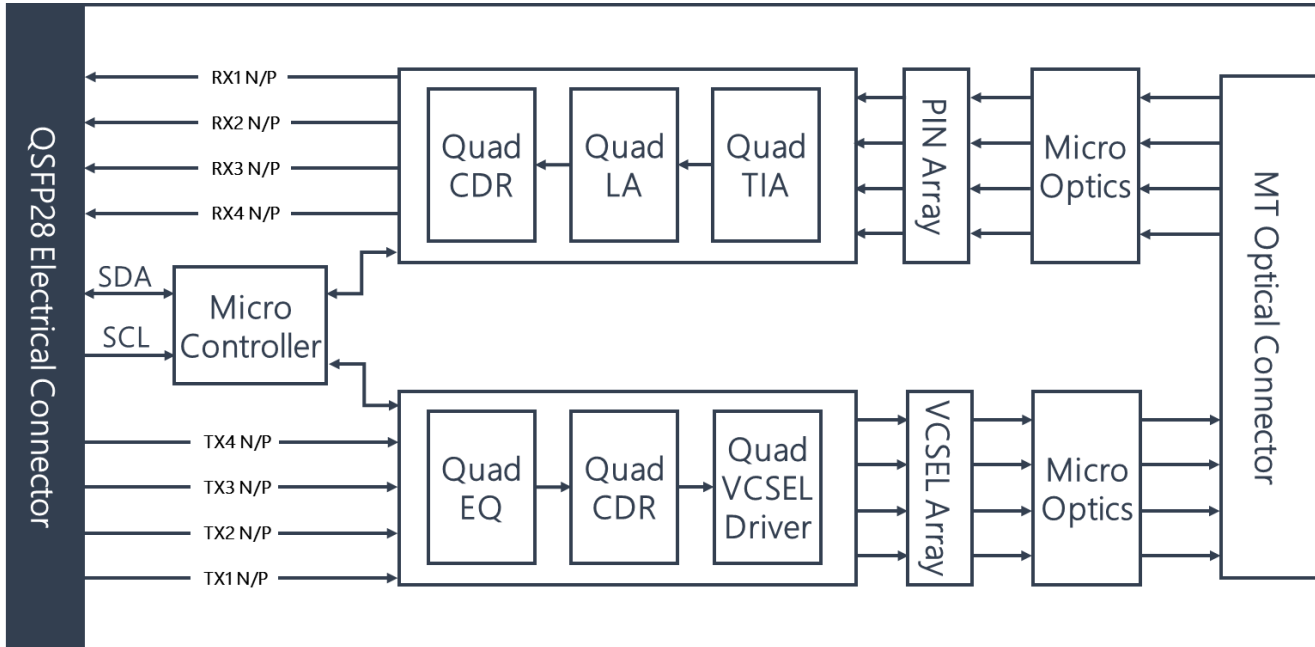 QSFP28 Electrical Connector
RX1 N/P
RX2 N/P
RX3 N/P
RX4 N/P
Quad
CDR
Quad
LA
Quad
TIA
PIN Array
Micro
Optics
MT Optical Connector
SDA
SCL
Micro
Controller
TX4 N/P
TX3 N/P
TX2 N/P
TX1 N/P
Quad
EQ
Quad
CDR
Quad
VCSEL
Driver
VCSEL Array
Micro
Optics